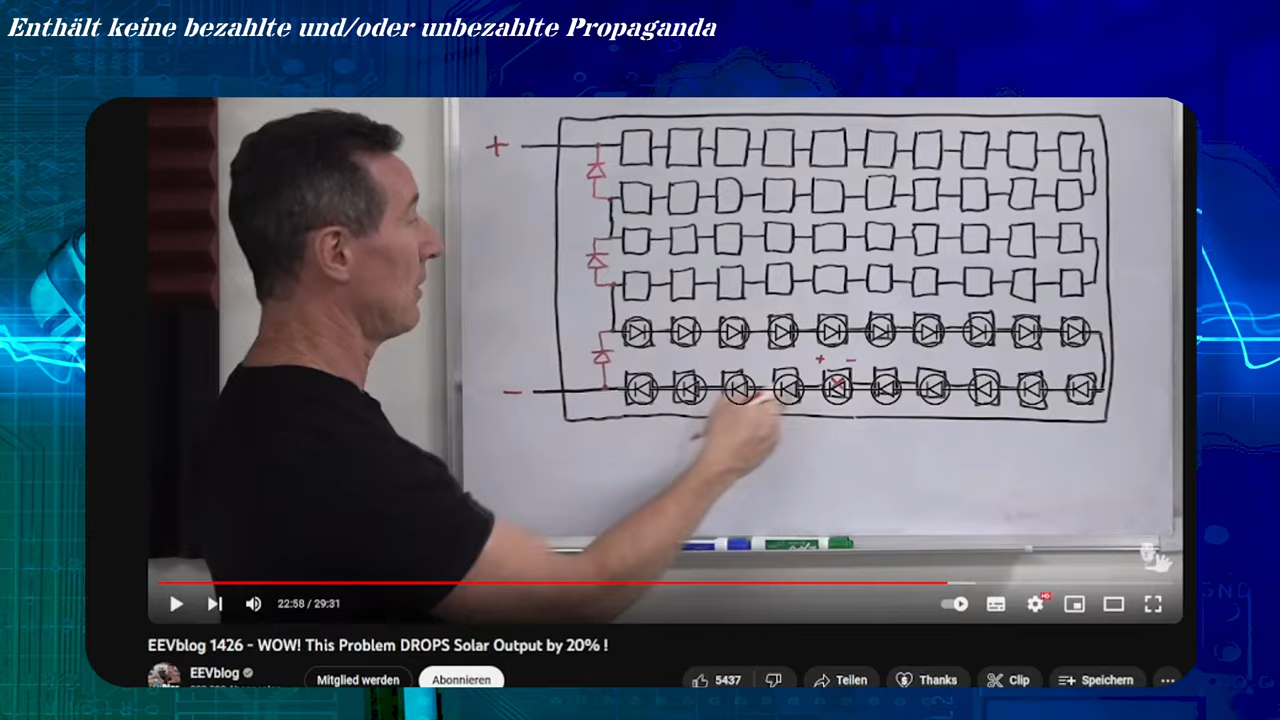 Enthält keine bezahlte und/oder unbezahlte Propaganda
+
+ -
-
22:58 / 29:31
HD
EEVblog 1426 - WOW! This Problem DROPS Solar Output by 20% !
EEVblog
Mitglied werden
Abonnieren
5437
Teilen
Thanks
Clip
Speichern